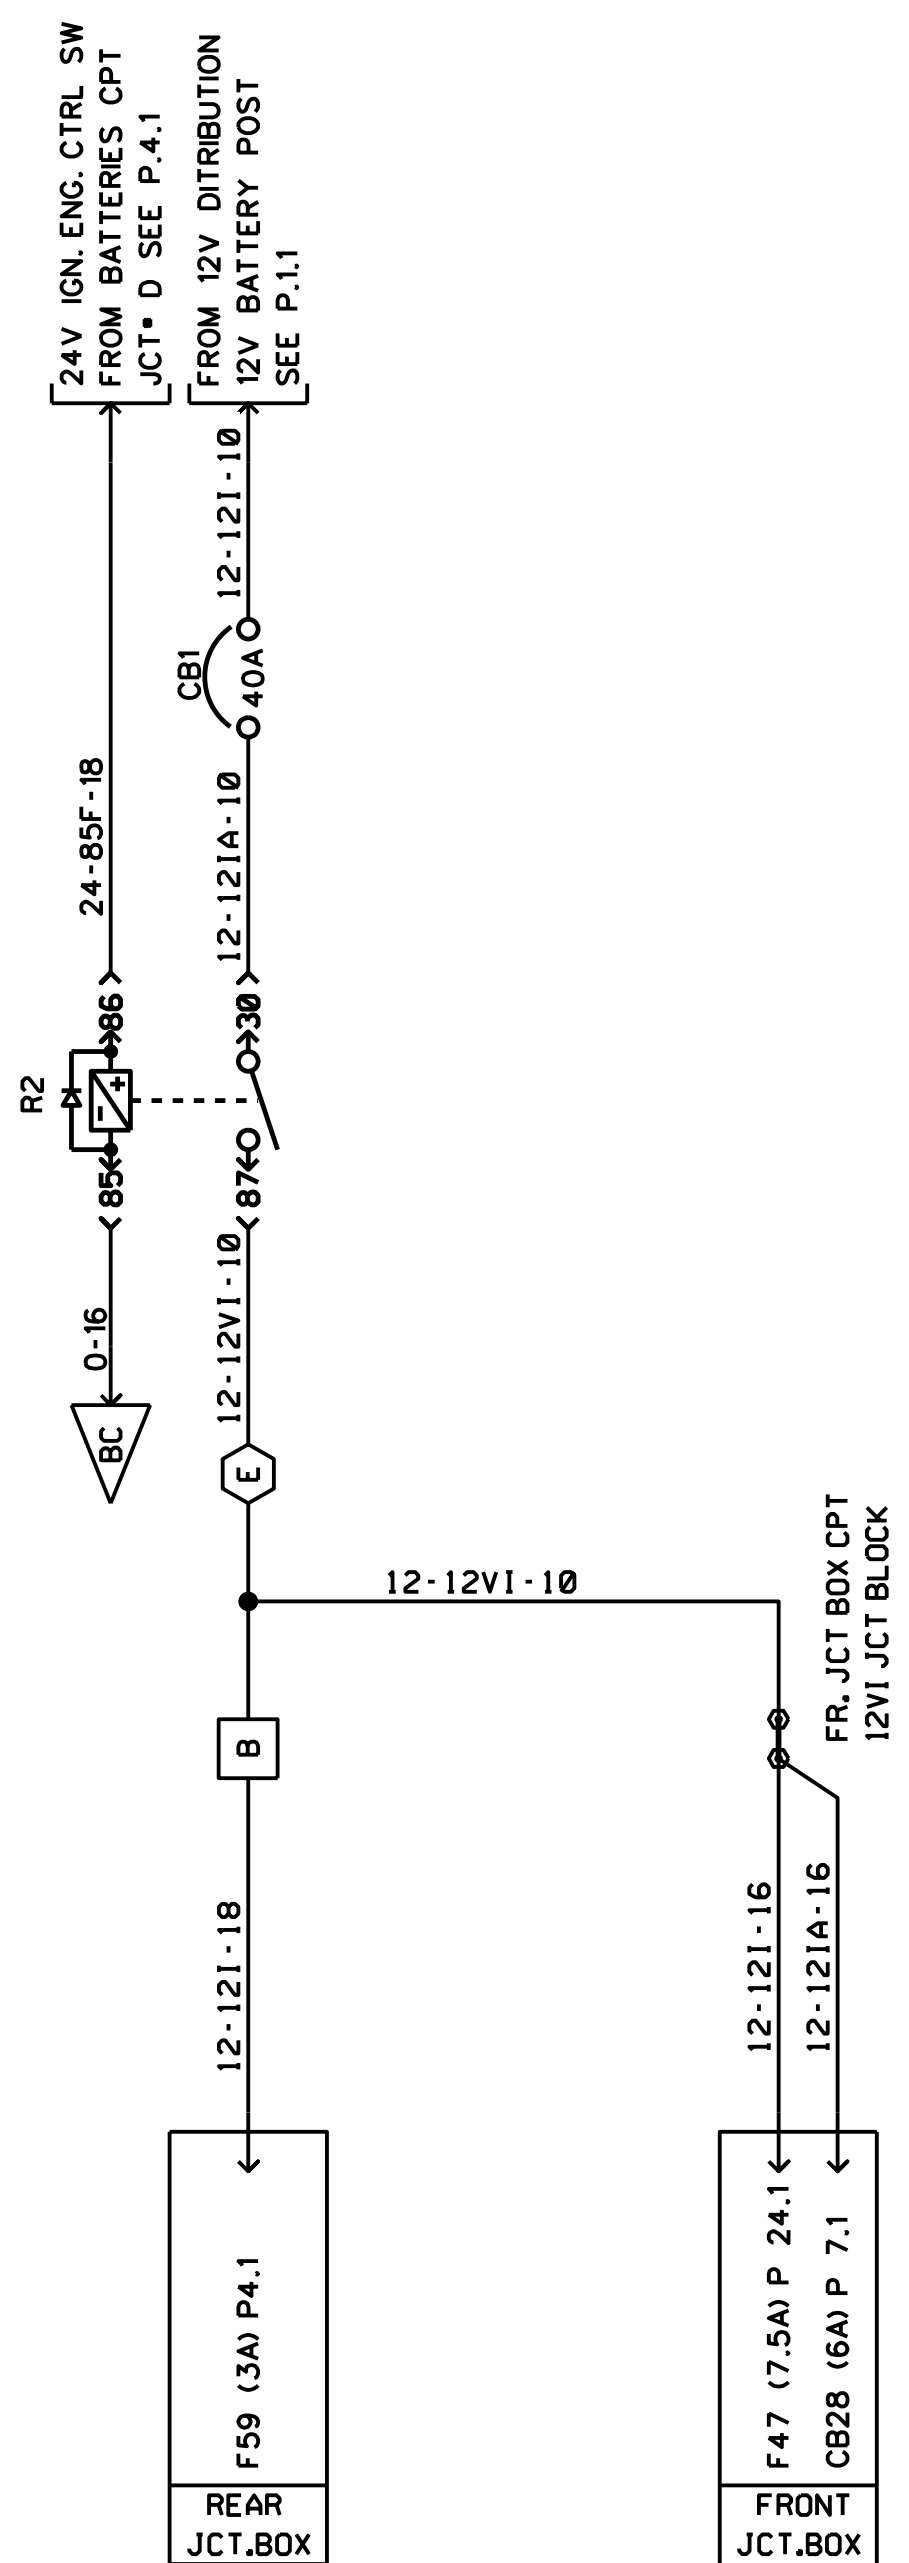 24V IGN. ENG. CTRL SW
FROM BATTERIES CPT
JCT• D SEE P.4.1
FROM 12V DITRIBUTION
12V BATTERY POST
SEE P.1.1
12-12I-10
CB1
40A
24-85F-18
12-12IA-10
86
30
R2
+
-
85
87
0-16
12-12VI-10
BC
E
12-12VI-10
FR. JCT BOX CPT
12VI JCT BLOCK
B
12-12I-18
12-12I-16
12-12IA-16
F59 (3A) P4.1
F47 (7.5A) P 24.1
CB28 (6A) P 7.1
REAR
JCT.BOX
FRONT
JCT.BOX